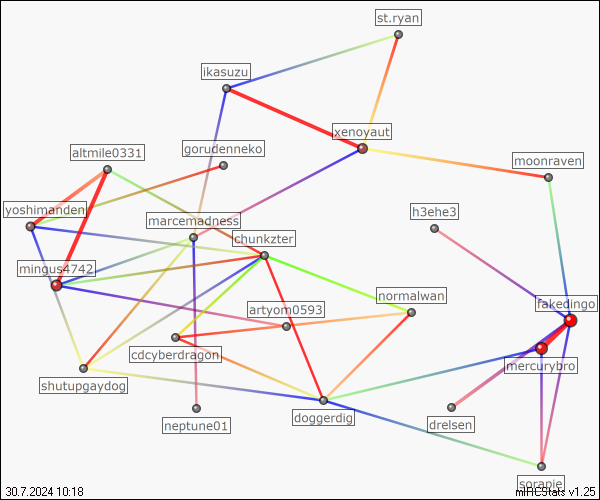 st.ryan
ikasuzu
xenoyaut
gorudenneko
altmile0331
moonraven
yoshimanden
h3ehe3
marcemadness
chunkzter
mingus4742
normalwan
fakedingo
artyom0593
cdcyberdragon
mercurybro
shutupgaydog
doggerdig
neptune01
drelsen
sorapie
30.7.2024 10:18
mIRCStats v1.25